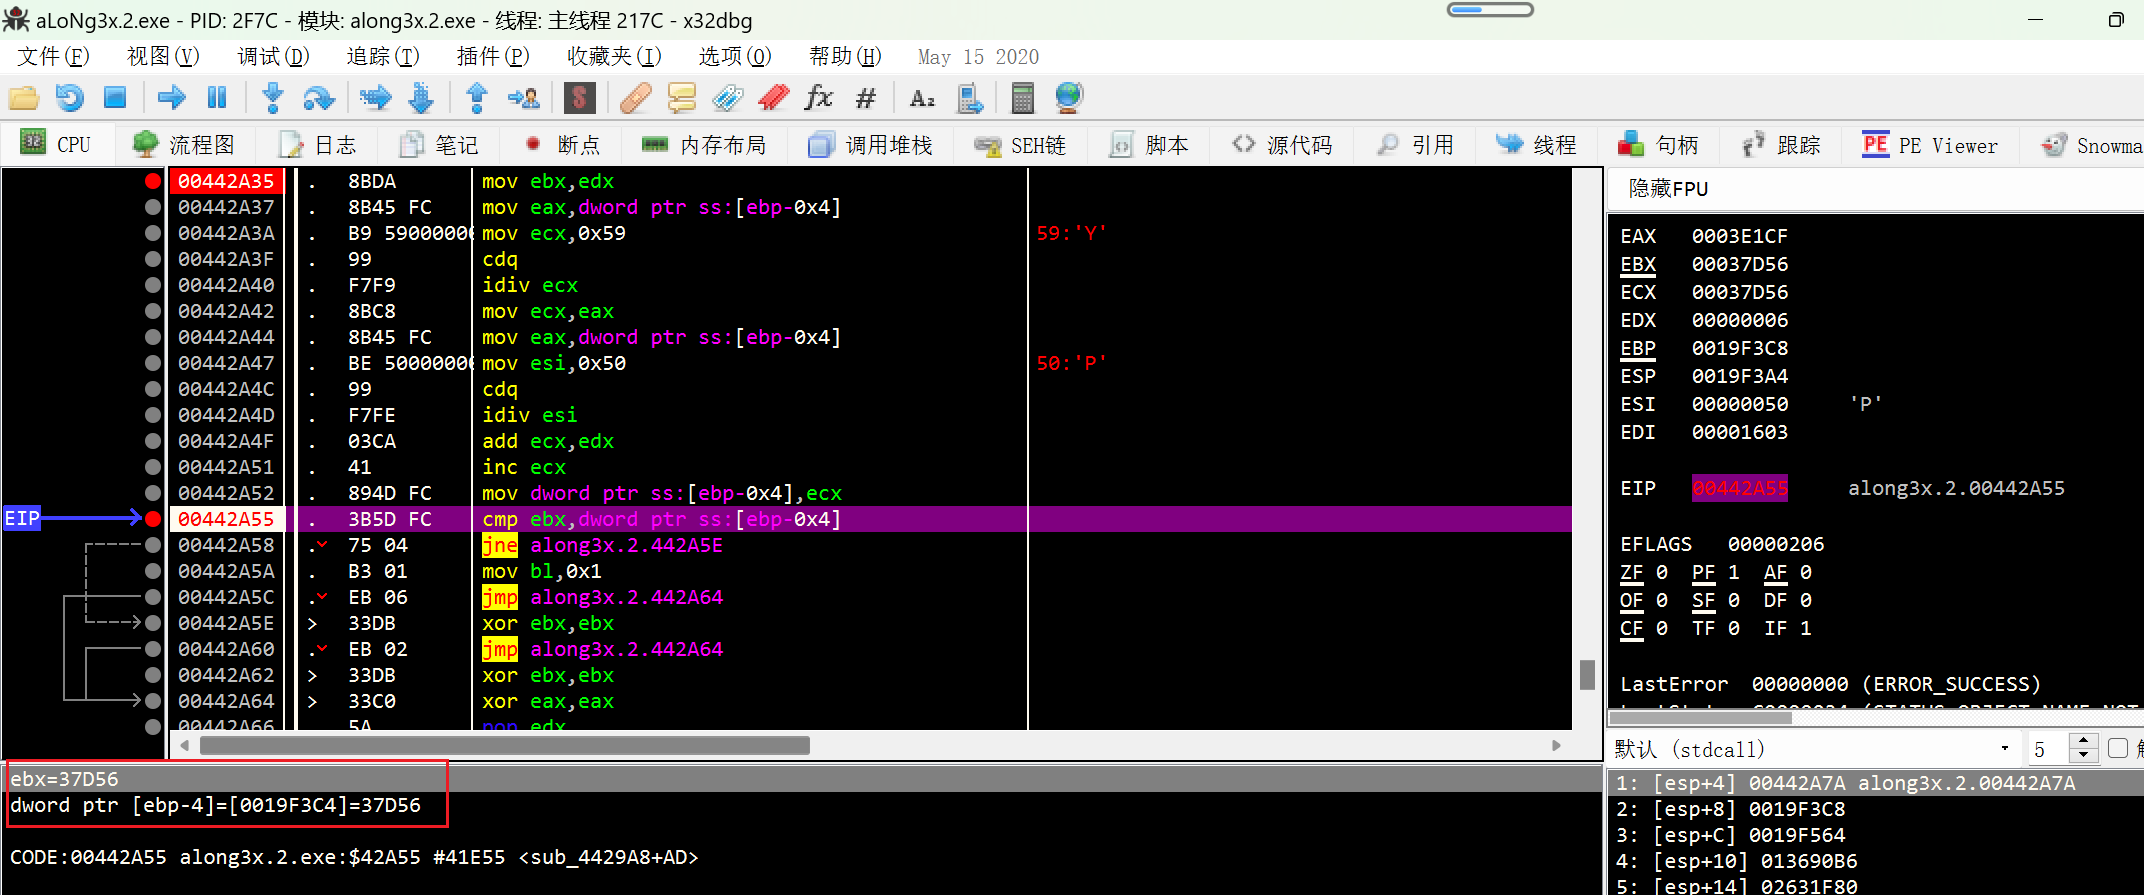 aLoNg3x.2.exe - PID: 2F7C - 模块: along3x.2.exe - 线程: 主线程 217C - x32dbg
文件(F) 视图(V) 调试(D) 追踪(T) 插件(P) 收藏夹(I) 选项(O) 帮助(H) May 15 2020
S fx # A₂
CPU 流程图 日志 笔记 断点 内存布局 调用堆栈 SEH链 脚本 源代码 引用 线程 句柄 跟踪 PE PE Viewer Snowma
00442A35 . 8BDA mov ebx,edx
00442A37 . 8B45 FC mov eax,dword ptr ss:[ebp-0x4]
00442A3A . B9 5900000 mov ecx,0x59 59:'Y'
00442A3F . 99 cdq
00442A40 . F7F9 idiv ecx
00442A42 . 8BC8 mov ecx,eax
00442A44 . 8B45 FC mov eax,dword ptr ss:[ebp-0x4]
00442A47 . BE 5000000 mov esi,0x50 50:'P'
00442A4C . 99 cdq
00442A4D . F7FE idiv esi
00442A4F . 03CA add ecx,edx
00442A51 . 41 inc ecx
00442A52 . 894D FC mov dword ptr ss:[ebp-0x4],ecx
EIP 00442A55 . 3B5D FC cmp ebx,dword ptr ss:[ebp-0x4]
00442A58 . 75 04 jne along3x.2.442A5E
00442A5A . B3 01 mov bl,0x1
00442A5C . EB 06 jmp along3x.2.442A64
00442A5E > 33DB xor ebx,ebx
00442A60 . EB 02 jmp along3x.2.442A64
00442A62 > 33DB xor ebx,ebx
00442A64 > 33C0 xor eax,eax
00442A66 . 5A pop edx
隐藏FPU
EAX 0003E1CF
EBX 00037D56
ECX 00037D56
EDX 00000006
EBP 0019F3C8
ESP 0019F3A4
ESI 00000050 'P'
EDI 00001603
EIP 00442A55 along3x.2.00442A55
EFLAGS 00000206
ZF 0 PF 1 AF 0
OF 0 SF 0 DF 0
CF 0 TF 0 IF 1
LastError 00000000 (ERROR_SUCCESS)
默认 (stdcall) 5
1: [esp+4] 00442A7A along3x.2.00442A7A
2: [esp+8] 0019F3C8
3: [esp+C] 0019F564
4: [esp+10] 013690B6
5: [esp+14] 02631F80
ebx=37D56
dword ptr [ebp-4]=[0019F3C4]=37D56
CODE:00442A55 along3x.2.exe:$42A55 #41E55 <sub_4429A8+AD>